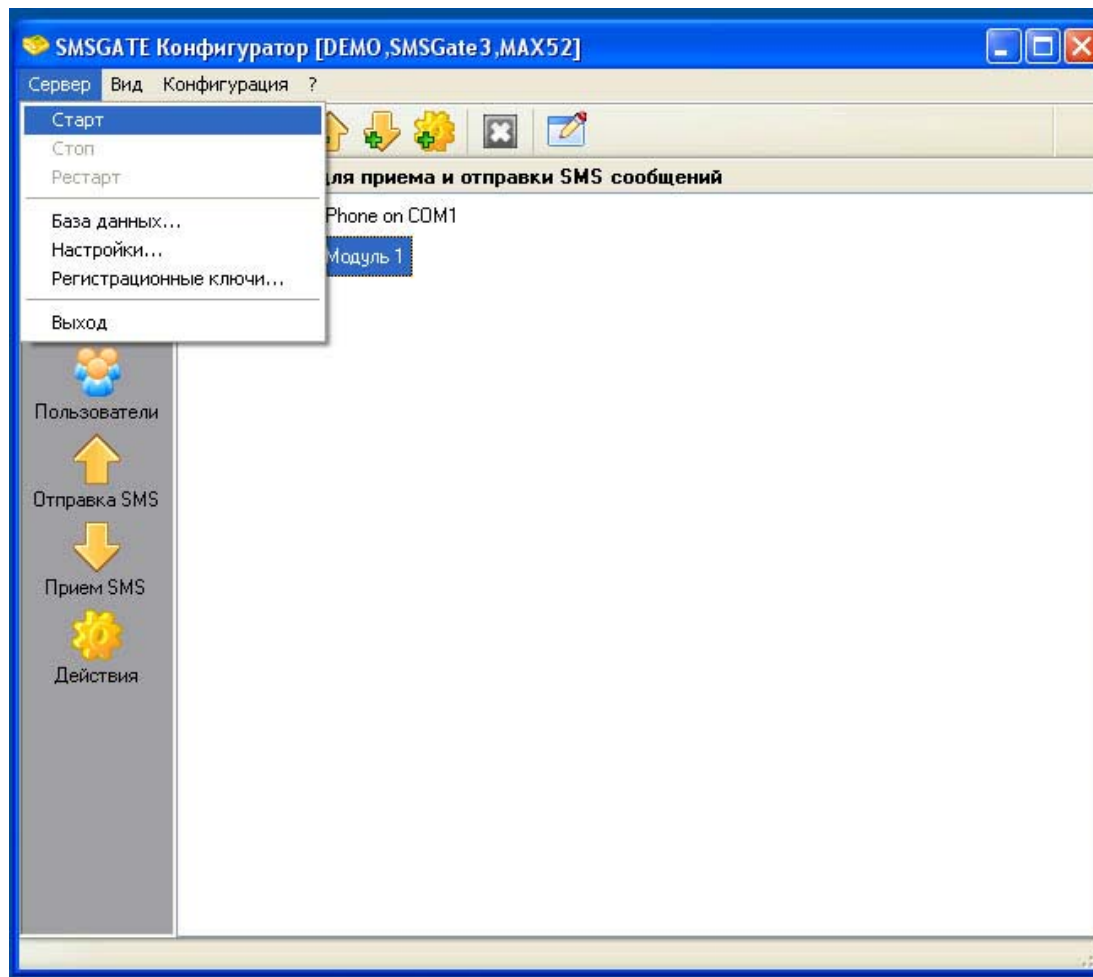 SMSGATE Конфигуратор [DEMO,SMSGate3,MAX52]
Сервер Вид Конфигурация ?
Старт
Стоп
Рестарт
База данных...
Настройки...
Регистрационные ключи...
Выход
для приема и отправки SMS сообщений
Phone on COM1
Модуль 1
Пользователи
Отправка SMS
Прием SMS
Действия